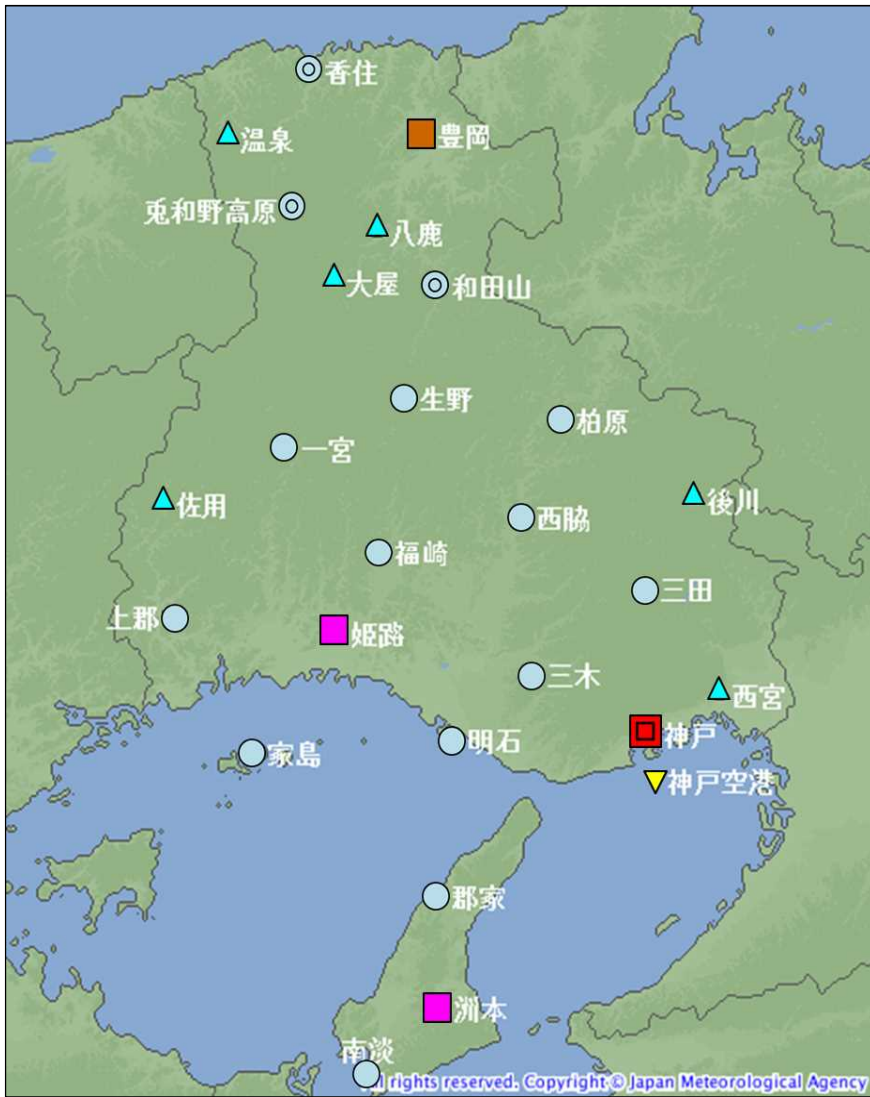 香住
温泉
豊岡
兎和野高原
八鹿
大屋
和田山
生野
柏原
一宮
佐用
後川
西脇
福崎
三田
上郡
姫路
三木
西宮
神戸
明石
家島
神戸空港
郡家
洲本
南淡
All rights reserved. Copyright © Japan Meteorological Agency